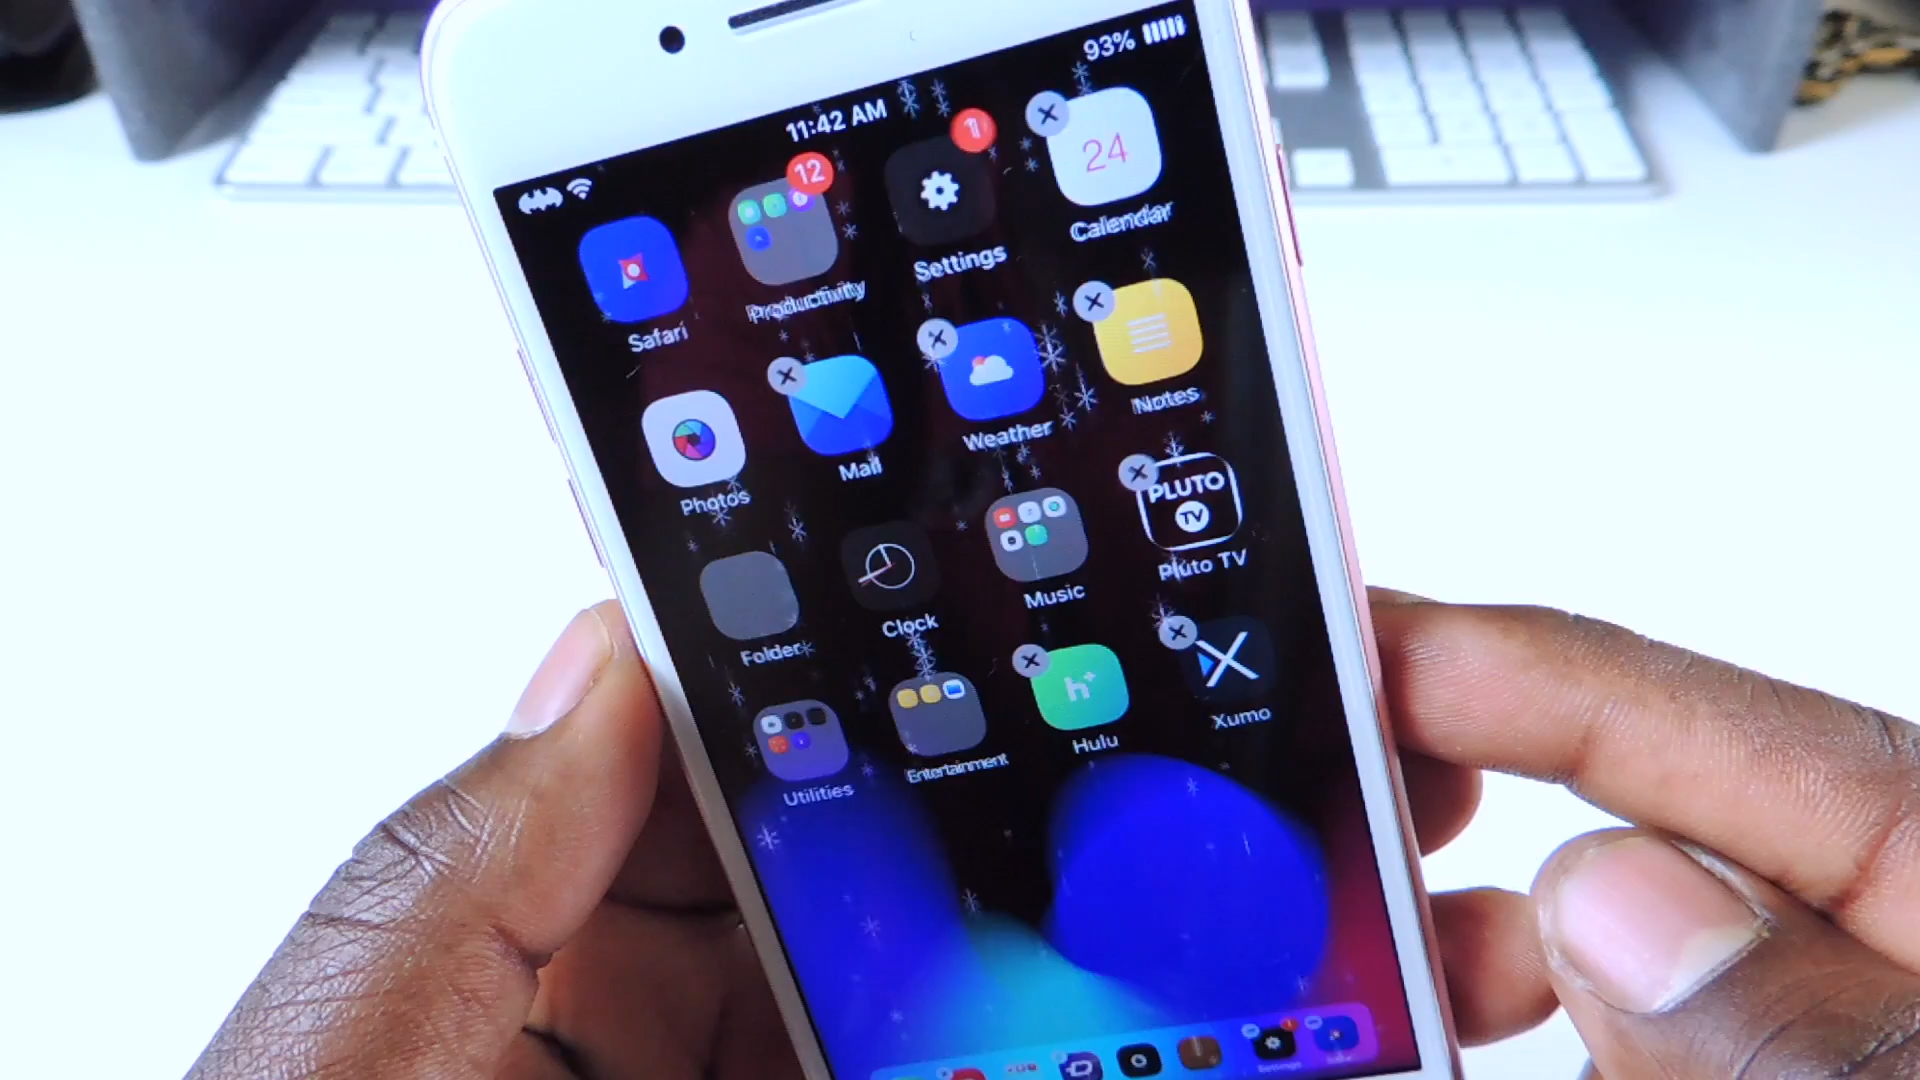 93%
11:42 AM
12
1
24
Safari
Productivity
Settings
Calendar
Photos
Mail
Weather
Notes
Folder
Clock
Music
PLUTO
TV
Pluto TV
Utilities
Entertainment
h+
Hulu
X
Xumo
Settings